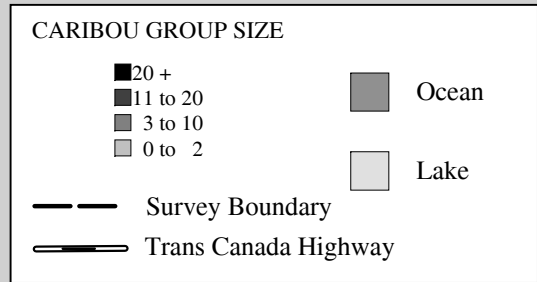 CARIBOU GROUP SIZE
20 +
11 to 20
3 to 10
0 to 2
Ocean
Lake
Survey Boundary
Trans Canada Highway